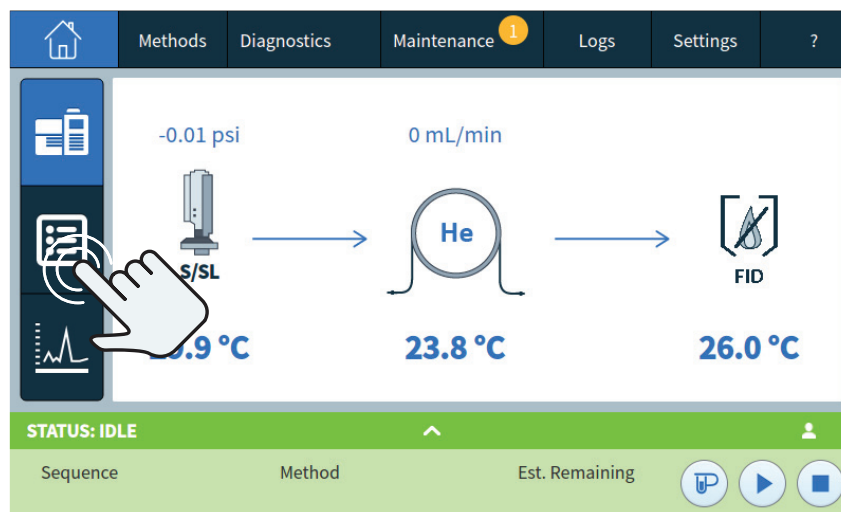 Methods Diagnostics Maintenance 1 Logs Settings ?
-0.01 psi 0 mL/min
He
S/SL
FID
9.9 °C 23.8 °C 26.0 °C
STATUS: IDLE
Sequence Method Est. Remaining